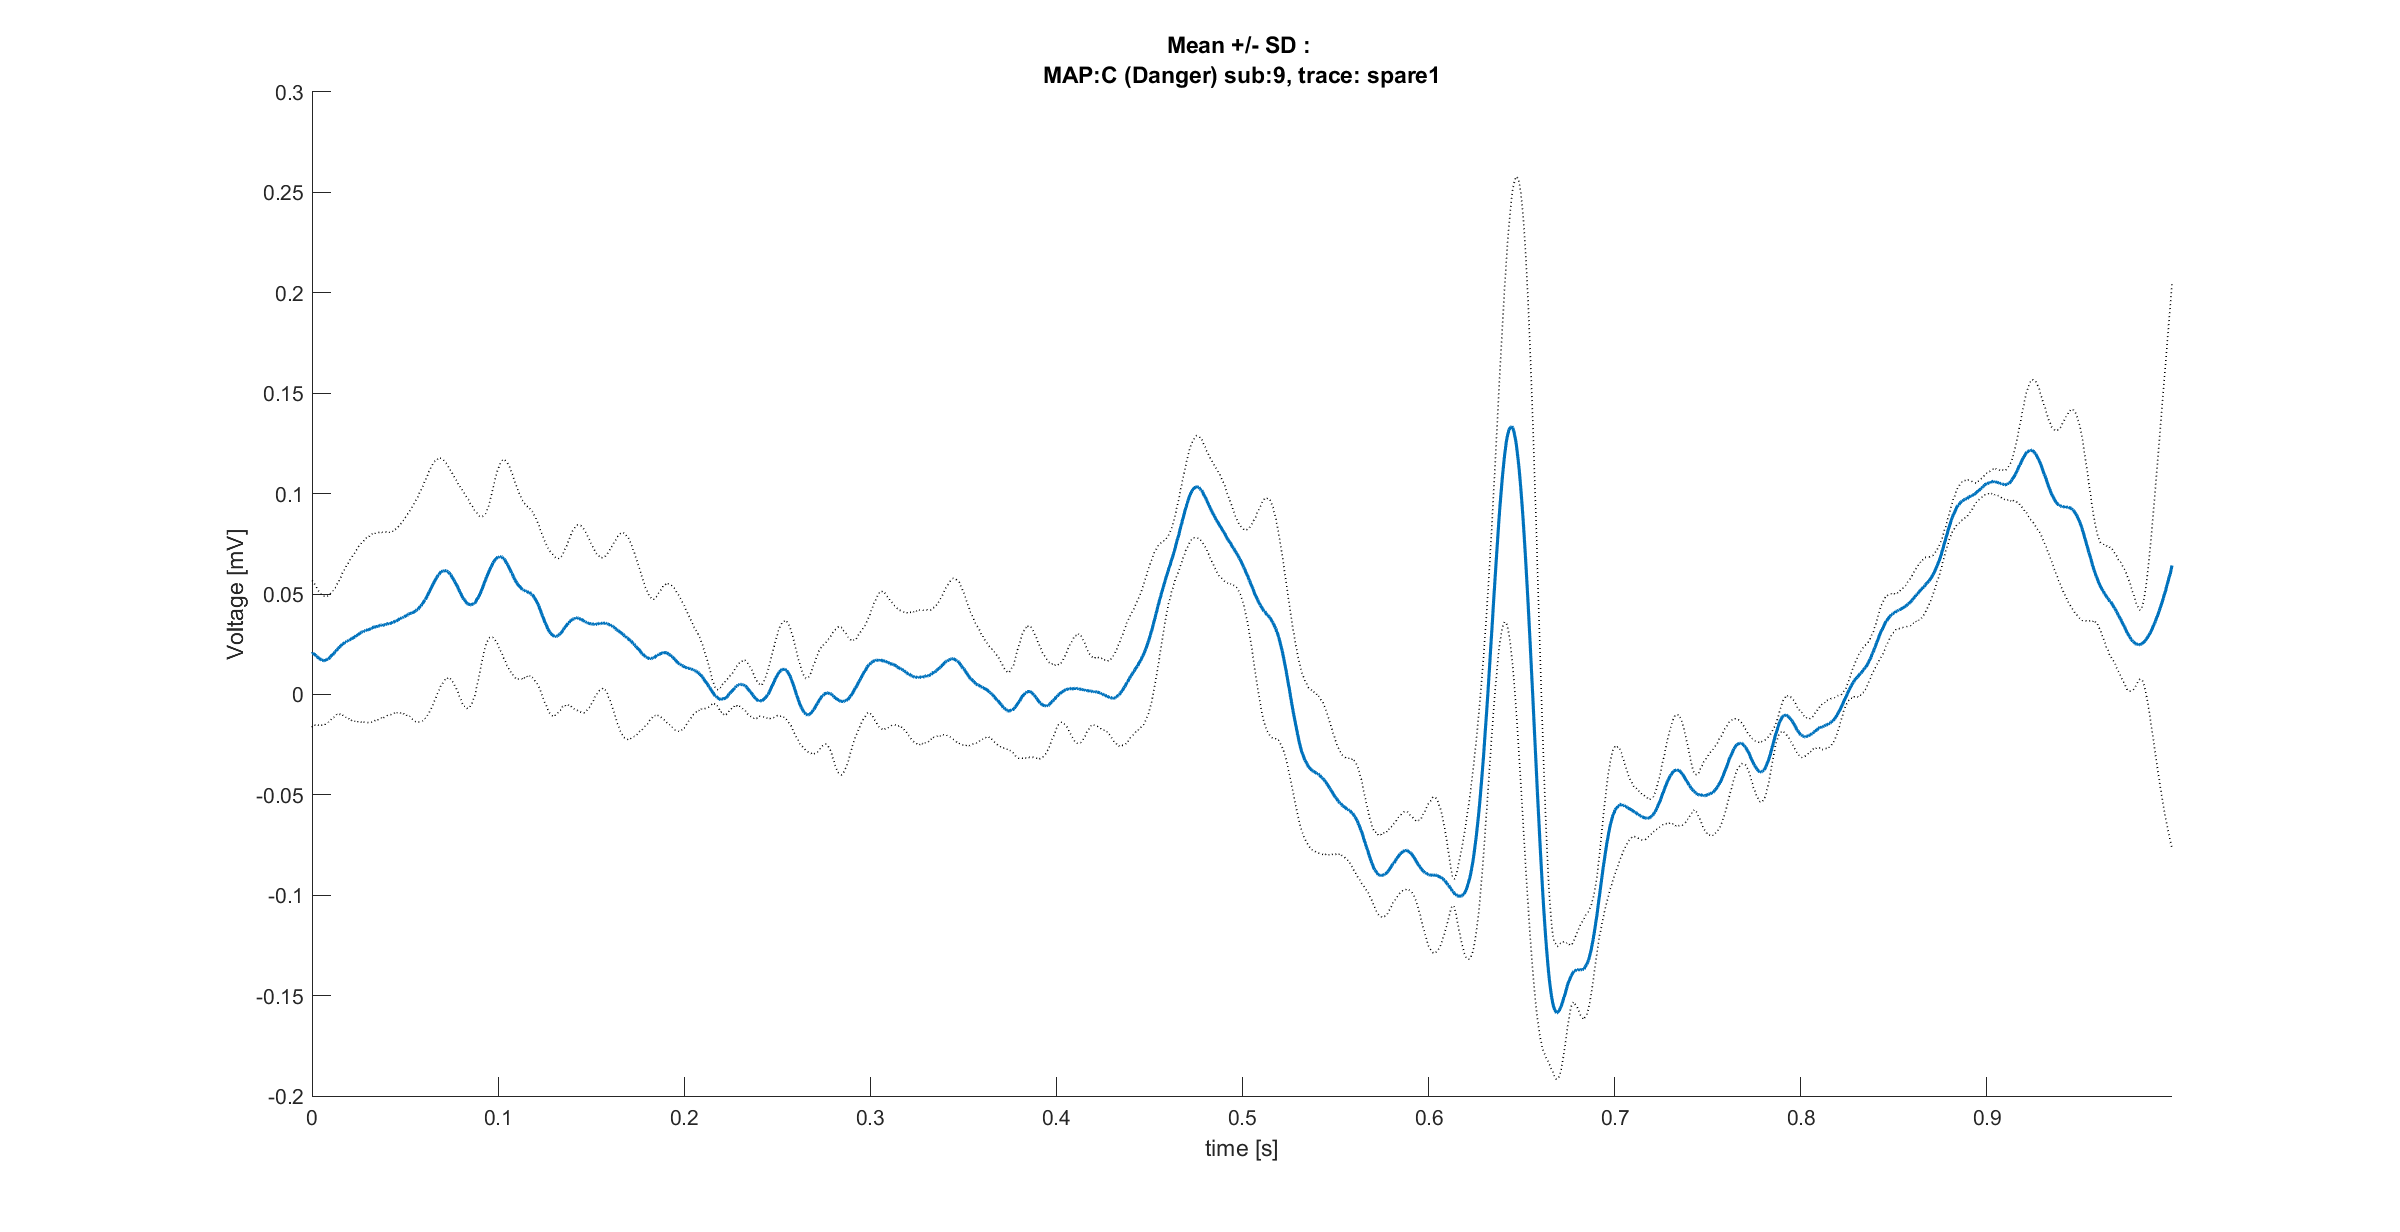 Mean +/- SD :
MAP:C (Danger) sub:9, trace: spare1
0.3
0.25
0.2
0.15
0.1
0.05
0
-0.05
-0.1
-0.15
-0.2
Voltage [mV]
0 0.1 0.2 0.3 0.4 0.5 0.6 0.7 0.8 0.9
time [s]